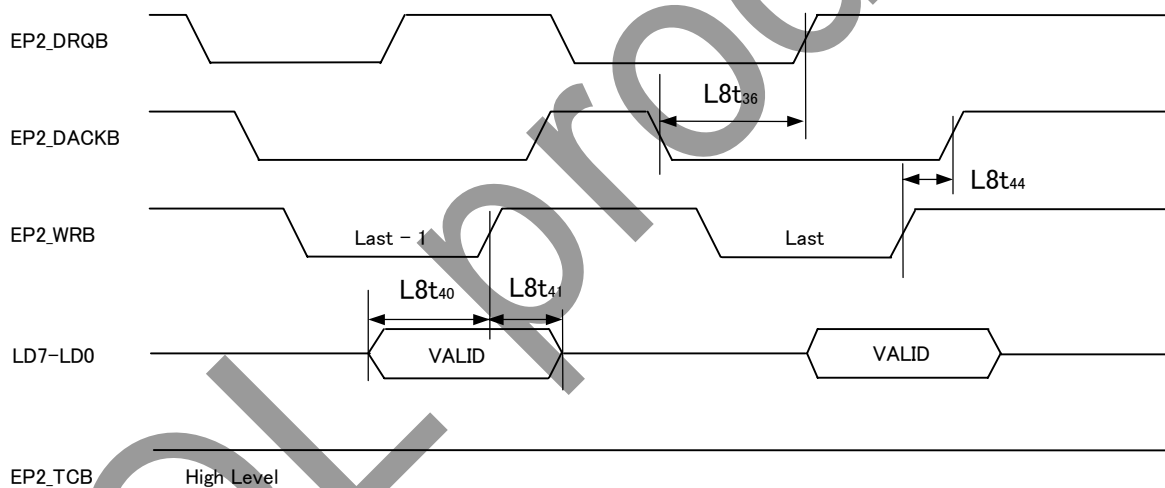 EP2_DRQB
L8t36
EP2_DACKB
L8t44
EP2_WRB
Last - 1
Last
L8t40
L8t41
LD7-LD0
VALID
VALID
EP2_TCB
High Level